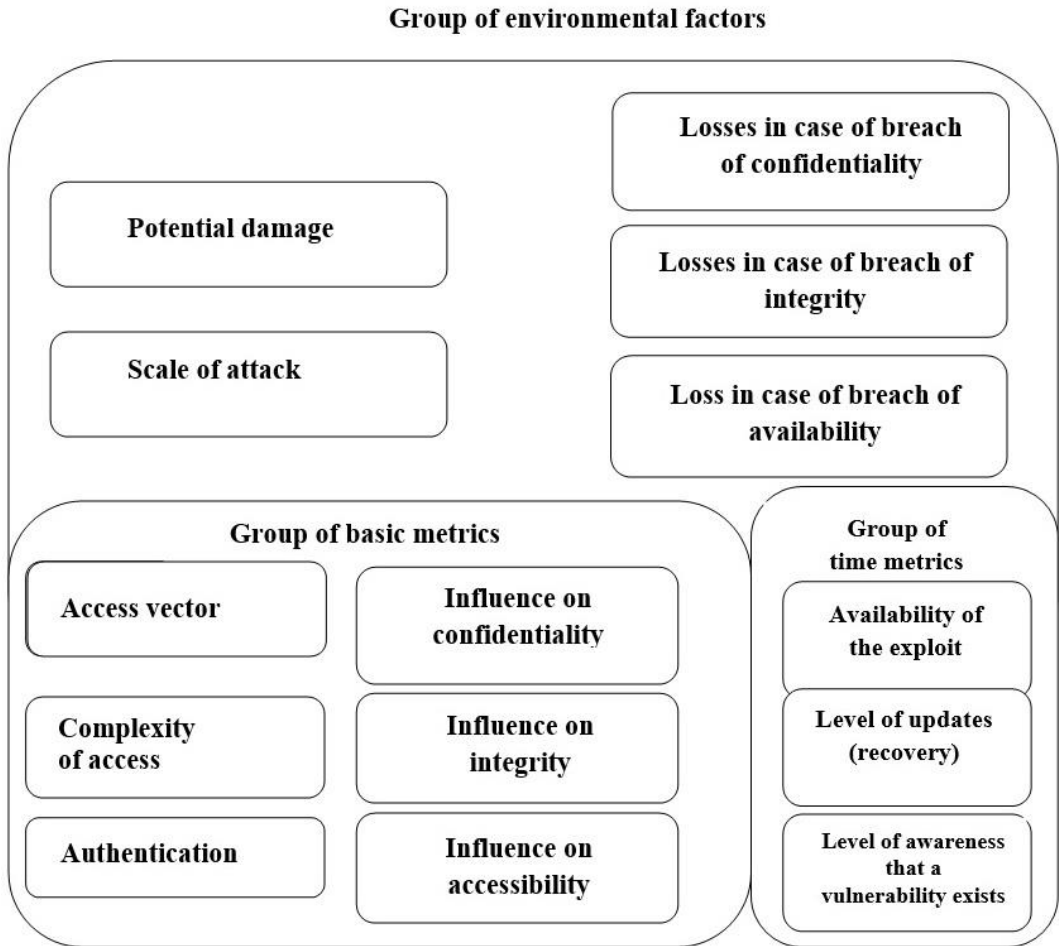 Group of environmental factors
Losses in case of breach
of confidentiality
Potential damage
Losses in case of breach of
integrity
Scale of attack
Loss in case of breach of
availability
Group of basic metrics
Access vector
Influence on
confidentiality
Complexity
of access
Influence on
integrity
Authentication
Influence on
accessibility
Group of
time metrics
Availability of
the exploit
Level of updates
(recovery)
Level of awareness
that a
vulnerability exists